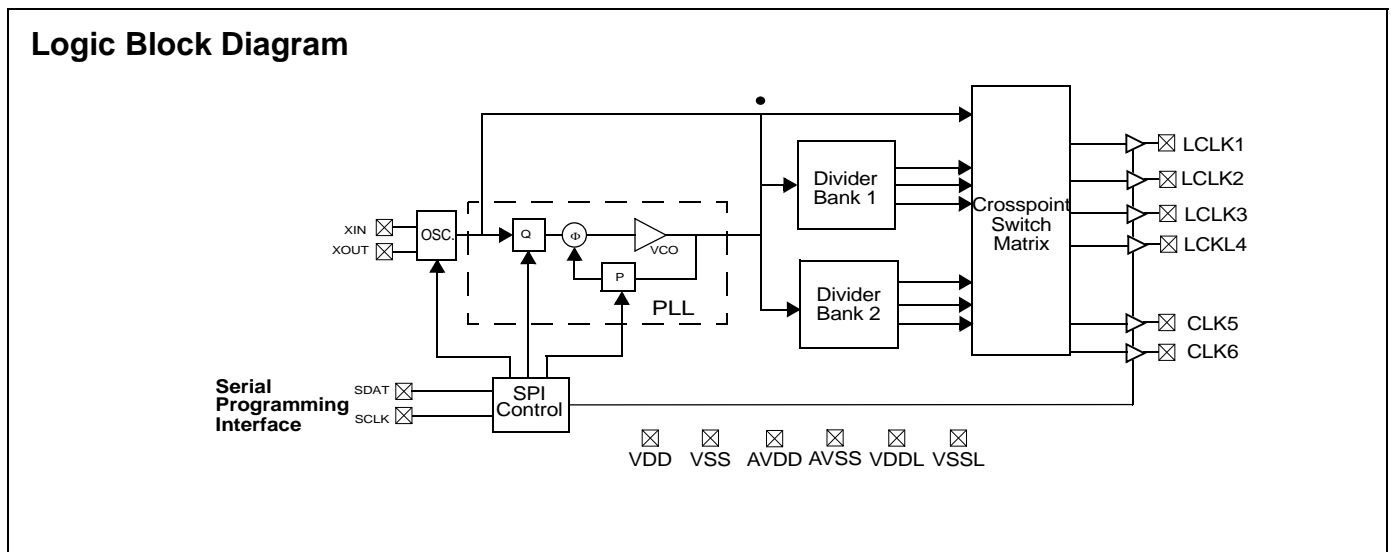 Logic Block Diagram
XIN
XOUT
OSC.
Q
Φ
VCO
P
PLL
Divider
Bank 1
Divider
Bank 2
Crosspoint
Switch
Matrix
LCLK1
LCLK2
LCLK3
LCKL4
CLK5
CLK6
Serial
Programming
Interface
SDAT
SCLK
SPI
Control
VDD VSS AVDD AVSS VDDL VSSL